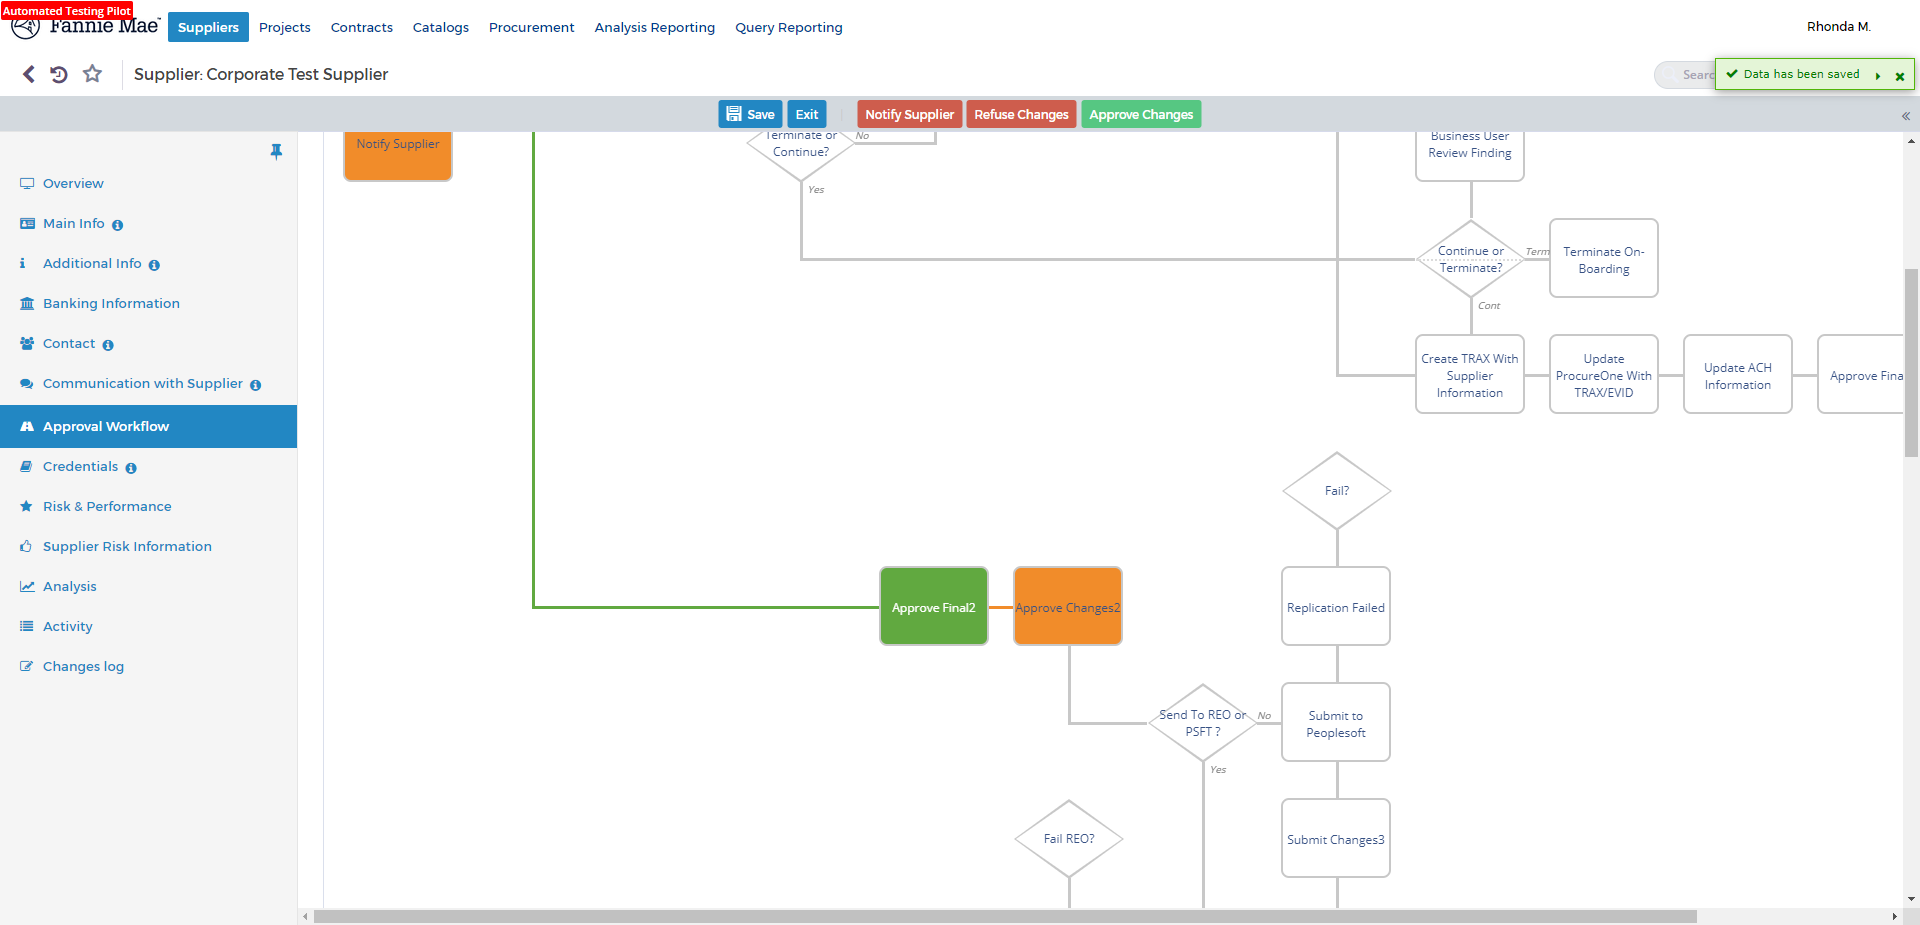 Automated Testing Pilot
Fannie Mae
Suppliers
Projects
Contracts
Catalogs
Procurement
Analysis Reporting
Query Reporting
Rhonda M.
Supplier: Corporate Test Supplier
Searc
Data has been saved
Save
Exit
Notify Supplier
Refuse Changes
Approve Changes
Overview
Main Info
Additional Info
Banking Information
Contact
Communication with Supplier
Approval Workflow
Credentials
Risk & Performance
Supplier Risk Information
Analysis
Activity
Changes log
Notify Supplier
Terminate or
Continue?
No
Yes
Business User
Review Finding
Continue or
Terminate?
Term
Terminate On-
Boarding
Cont
Create TRAX With
Supplier
Information
Update
ProcureOne With
TRAX/EVID
Update ACH
Information
Approve Fina
Fail?
Approve Final2
Approve Changes2
Replication Failed
Send To REO or
PSFT ?
No
Yes
Submit to
Peoplesoft
Fail REO?
Submit Changes3